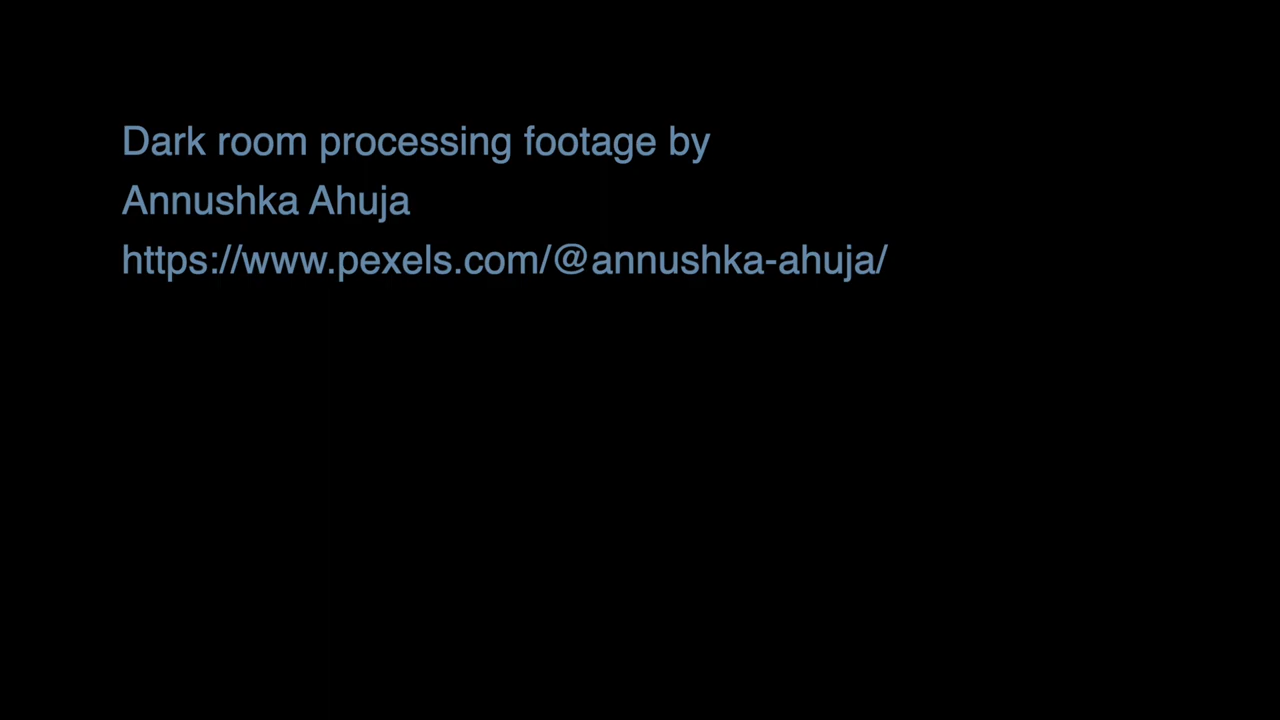 Dark room processing footage by
Annushka Ahuja
https://www.pexels.com/@annushka-ahuja/